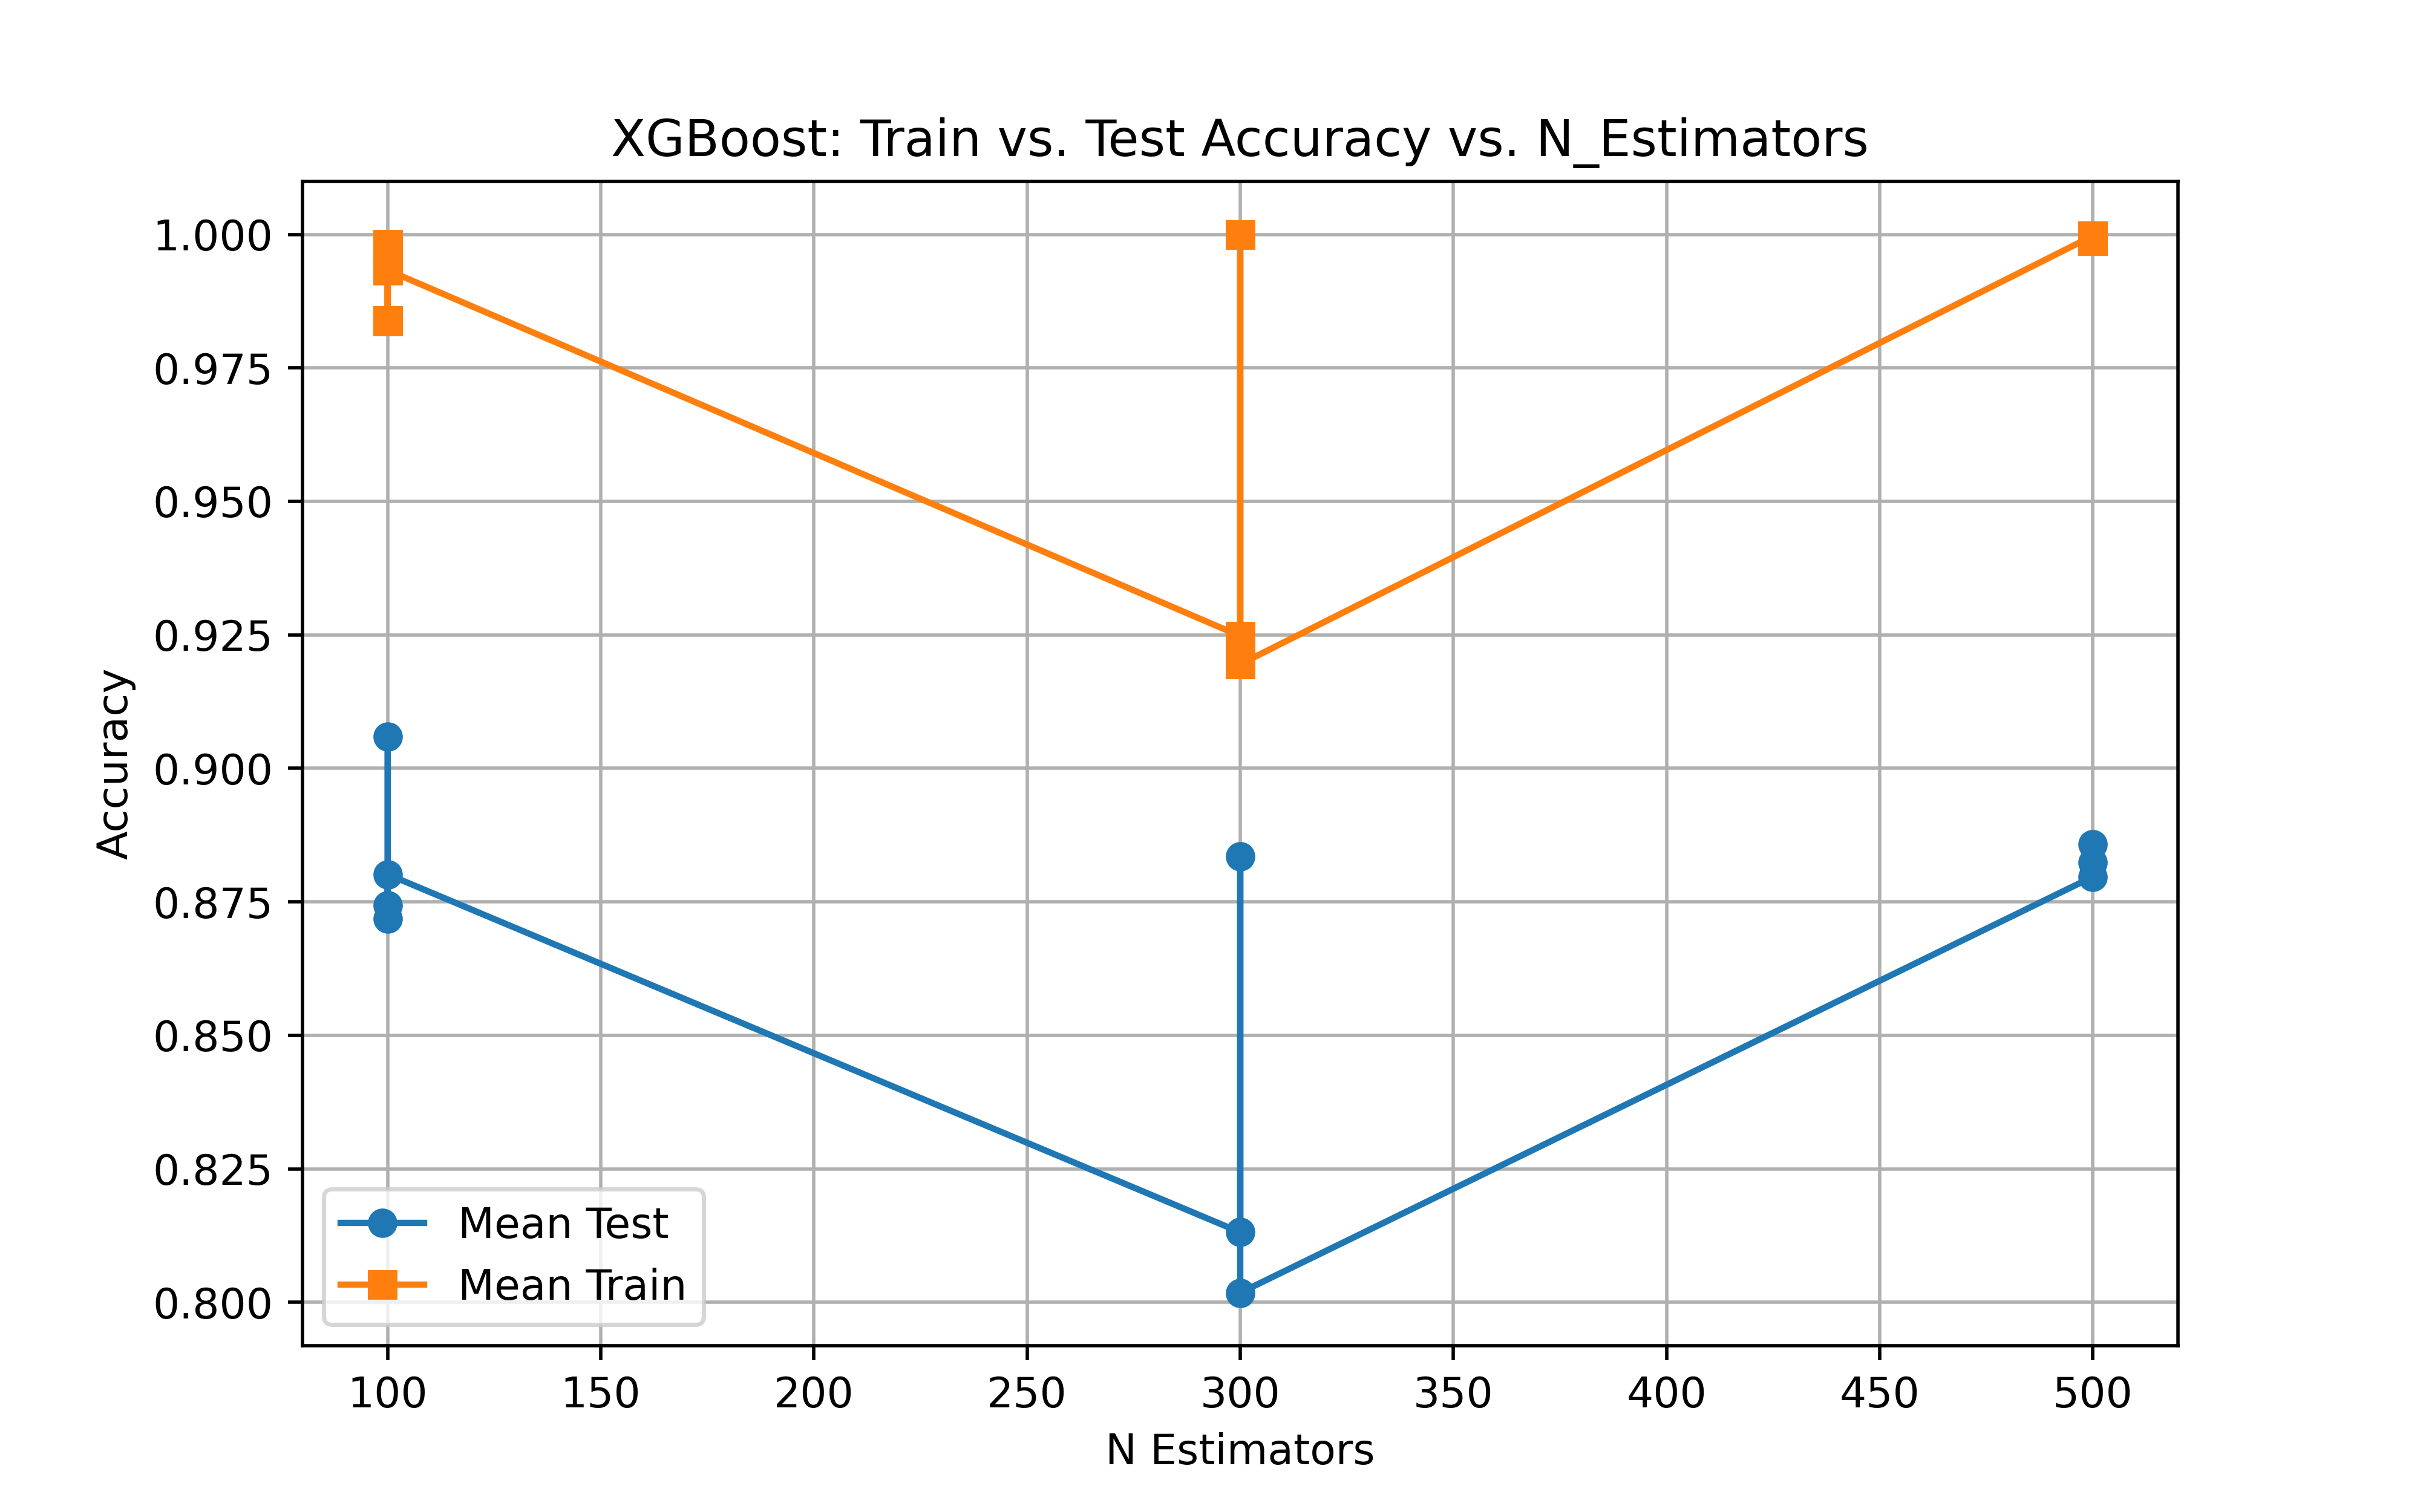 XGBoost: Train vs. Test Accuracy vs. N_Estimators
1.000
0.975
0.950
0.925
0.900
0.875
0.850
0.825
0.800
Accuracy
Mean Test
Mean Train
100 150 200 250 300 350 400 450 500
N Estimators